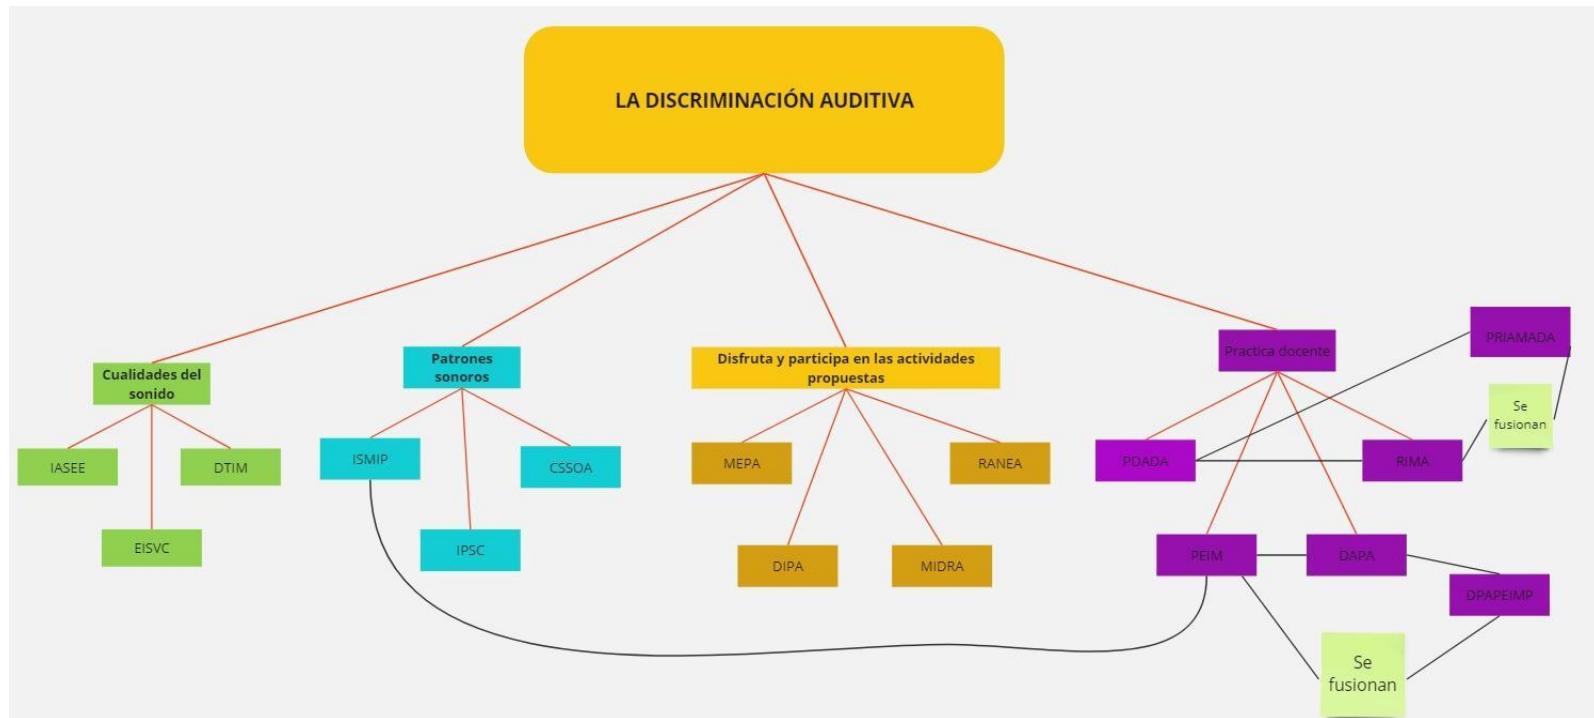 LA DISCRIMINACIÓN AUDITIVA
Cualidades del
sonido
IASEE
DTIM
EISVC
Patrones
sonoros
ISMIP
CSSOA
IPSC
Disfruta y participa en las actividades
propuestas
MEPA
RANEA
DIPA
MIDRA
Practica docente
PRIAMADA
Se
fusionan
PDADA
RIMA
PEIM
DAPA
DPAPEIMP
Se
fusionan